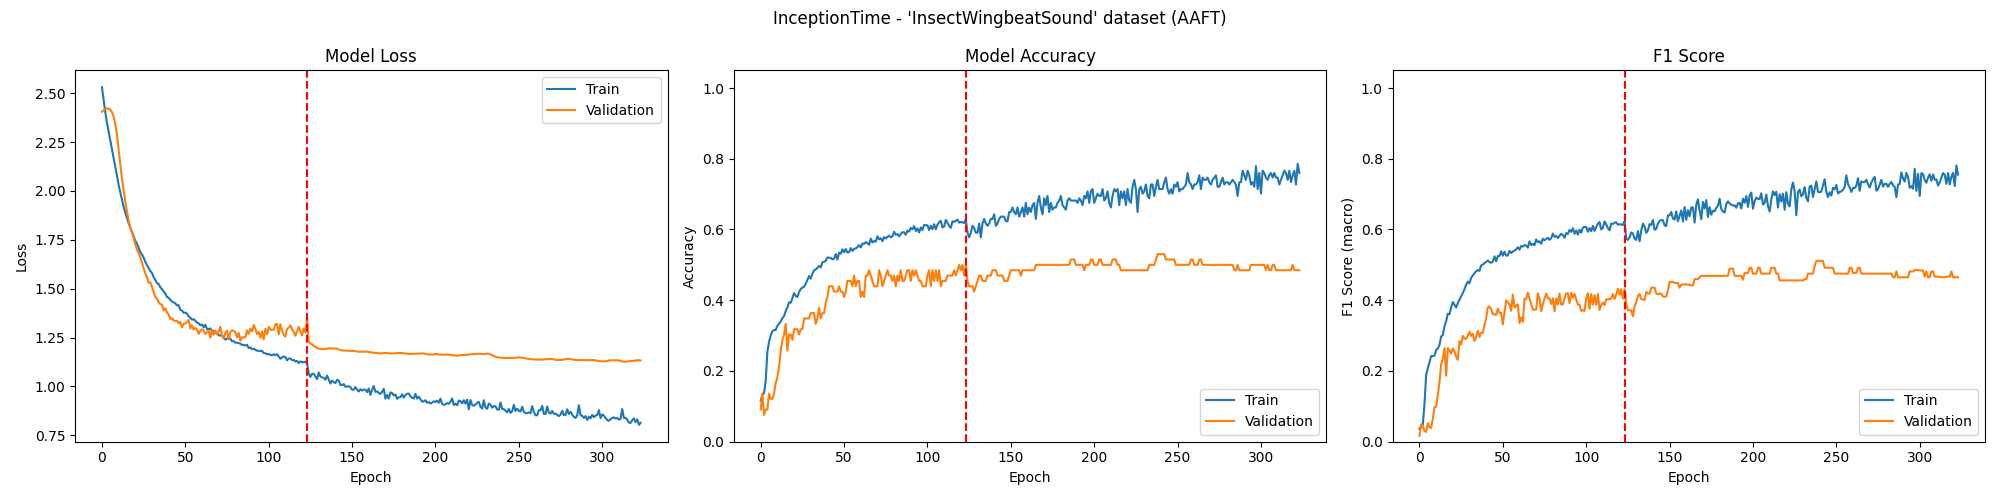 InceptionTime - 'InsectWingbeatSound' dataset (AAFT)
Model Loss
Loss
2.50
2.25
2.00
1.75
1.50
1.25
1.00
0.75
0 50 100 150 200 250 300
Epoch
Train
Validation
Model Accuracy
Accuracy
1.0
0.8
0.6
0.4
0.2
0.0
0 50 100 150 200 250 300
Epoch
Train
Validation
F1 Score
F1 Score (macro)
1.0
0.8
0.6
0.4
0.2
0.0
0 50 100 150 200 250 300
Epoch
Train
Validation